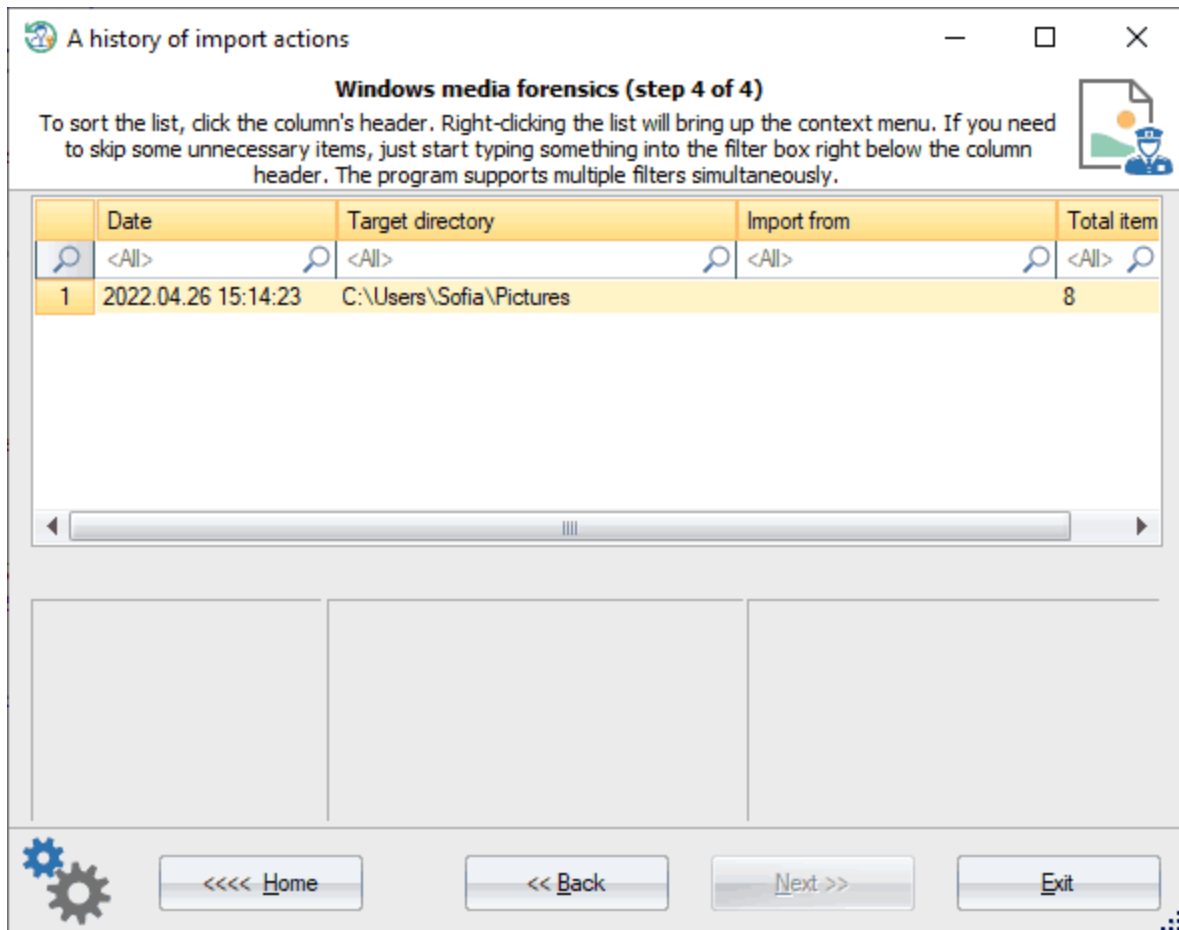 A history of import actions
Windows media forensics (step 4 of 4)
To sort the list, click the column's header. Right-clicking the list will bring up the context menu. If you need
to skip some unnecessary items, just start typing something into the filter box right below the column
header. The program supports multiple filters simultaneously.
Date Target directory Import from Total item
<All> <All> <All> <All>
1 2022.04.26 15:14:23 C:\Users\Sofia\Pictures 8
<<<< Home << Back Next >> Exit